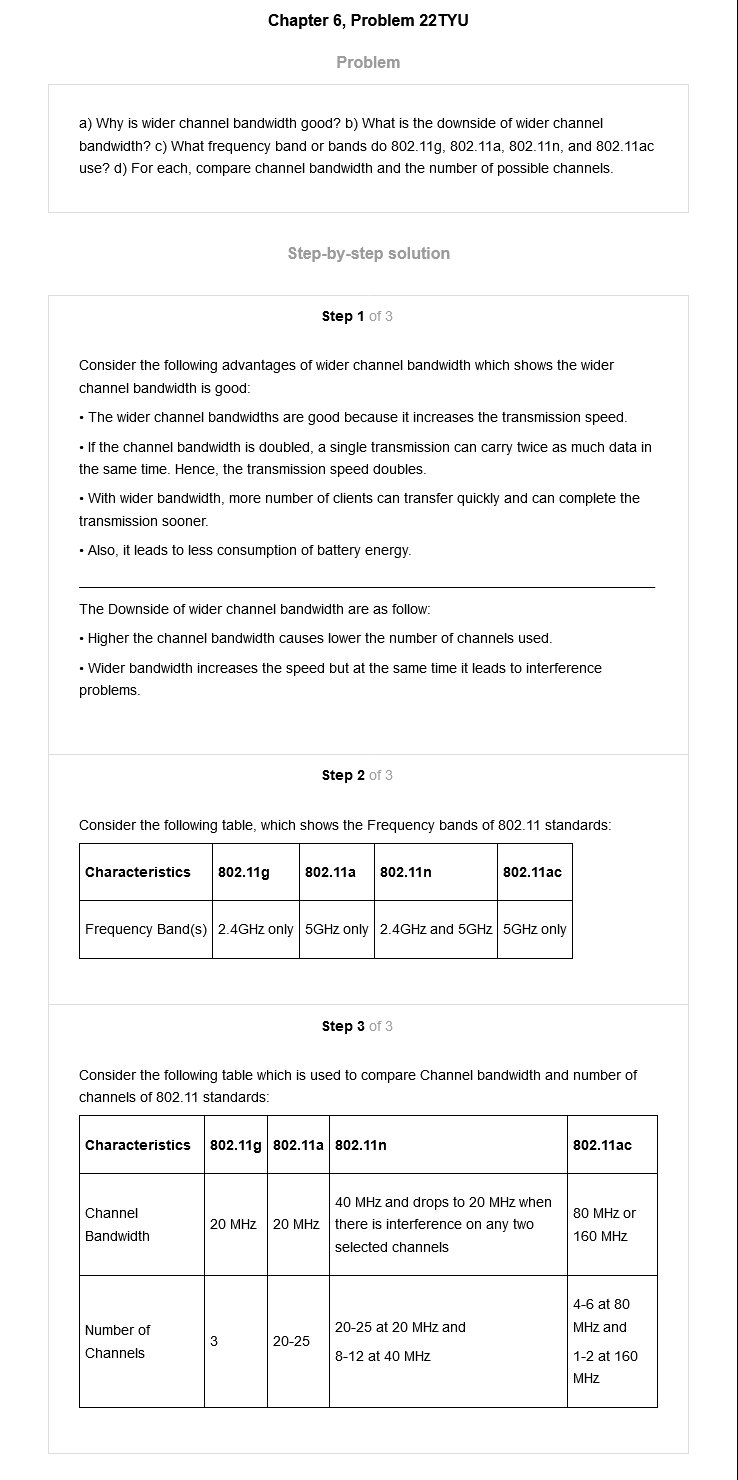 Chapter 6, Problem 22TYU
Problem
a) Why is wider channel bandwidth good? b) What is the downside of wider channel
bandwidth? c) What frequency band or bands do 802.11g, 802.11a, 802.11n, and 802.11ac
use? d) For each, compare channel bandwidth and the number of possible channels.
Step-by-step solution
Step 1 of 3
Consider the following advantages of wider channel bandwidth which shows the wider
channel bandwidth is good:
• The wider channel bandwidths are good because it increases the transmission speed.
• If the channel bandwidth is doubled, a single transmission can carry twice as much data in
the same time. Hence, the transmission speed doubles.
• With wider bandwidth, more number of clients can transfer quickly and can complete the
transmission sooner.
• Also, it leads to less consumption of battery energy.
The Downside of wider channel bandwidth are as follow:
• Higher the channel bandwidth causes lower the number of channels used.
• Wider bandwidth increases the speed but at the same time it leads to interference
problems.
Step 2 of 3
Consider the following table, which shows the Frequency bands of 802.11 standards:
Characteristics 802.11g 802.11a 802.11n 802.11ac
Frequency Band(s) 2.4GHz only 5GHz only 2.4GHz and 5GHz 5GHz only
Step 3 of 3
Consider the following table which is used to compare Channel bandwidth and number of
channels of 802.11 standards:
Characteristics 802.11g 802.11a 802.11n 802.11ac
Channel
Bandwidth
20 MHz
20 MHz
40 MHz and drops to 20 MHz when
there is interference on any two
selected channels
80 MHz or
160 MHz
Number of
Channels
3
20-25
20-25 at 20 MHz and
8-12 at 40 MHz
4-6 at 80
MHz and
1-2 at 160
MHz